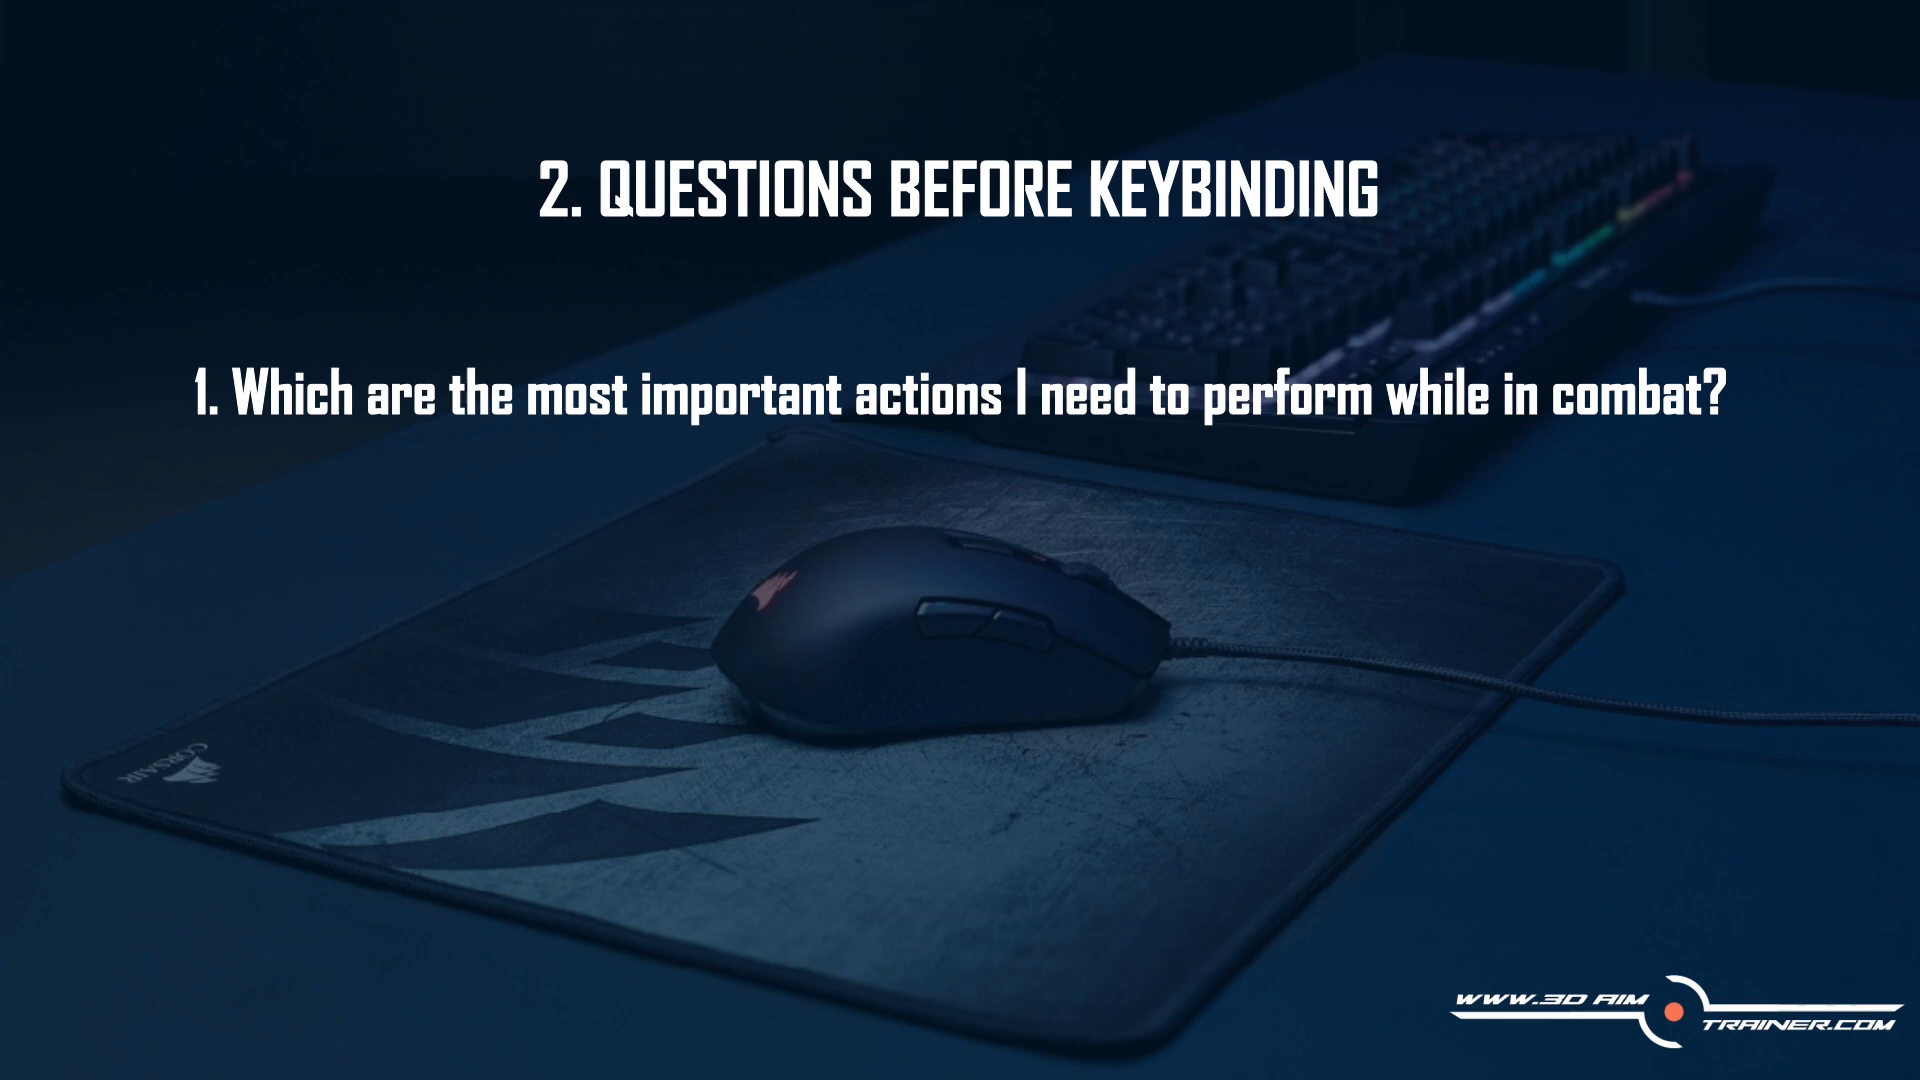 2. QUESTIONS BEFORE KEYBINDING
1. Which are the most important actions I need to perform while in combat?
CORSAIR
WWW.3D AIM
TRAINER.COM